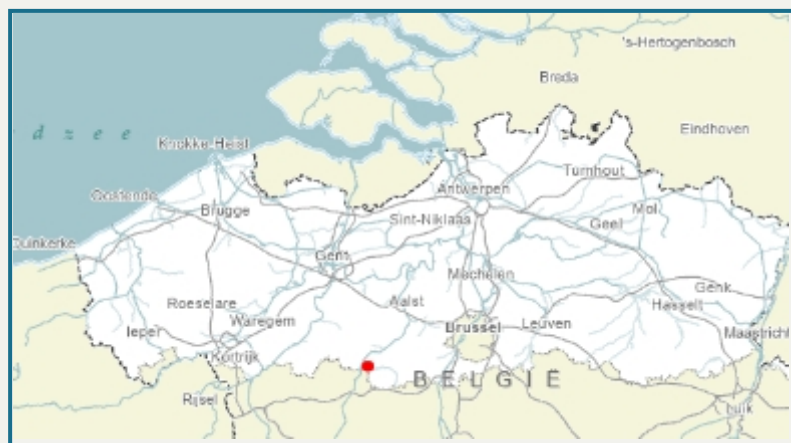 's-Hertogenbosch
Breda
Eindhoven
d z e e
Knokke-Heist
Turnhout
Oostende
Antwerpen
Brugge
Sint-Niklaas
Mol
Geel
Duinkerke
Gent
Mechelen
Genk
Roeselare
Aalst
Hasselt
Ieper
Waregem
Brussel
Leuven
Maastricht
Kortrijk
BELGIË
Rijsel
Luik